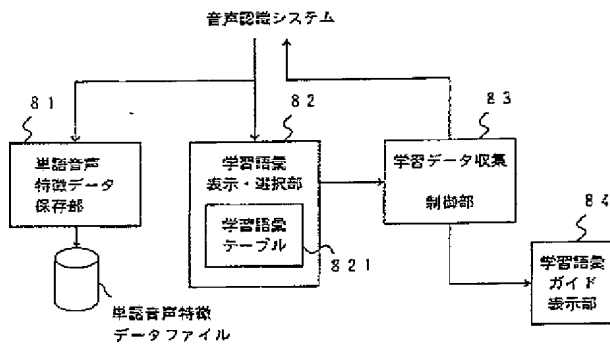 音声認識システム
81
単語音声
特徴データ
保存部
単語音声特徴
データファイル
82
学習語彙
表示・選択部
学習語彙
テーブル
821
83
学習データ収集
制御部
84
学習語彙
ガイド
表示部